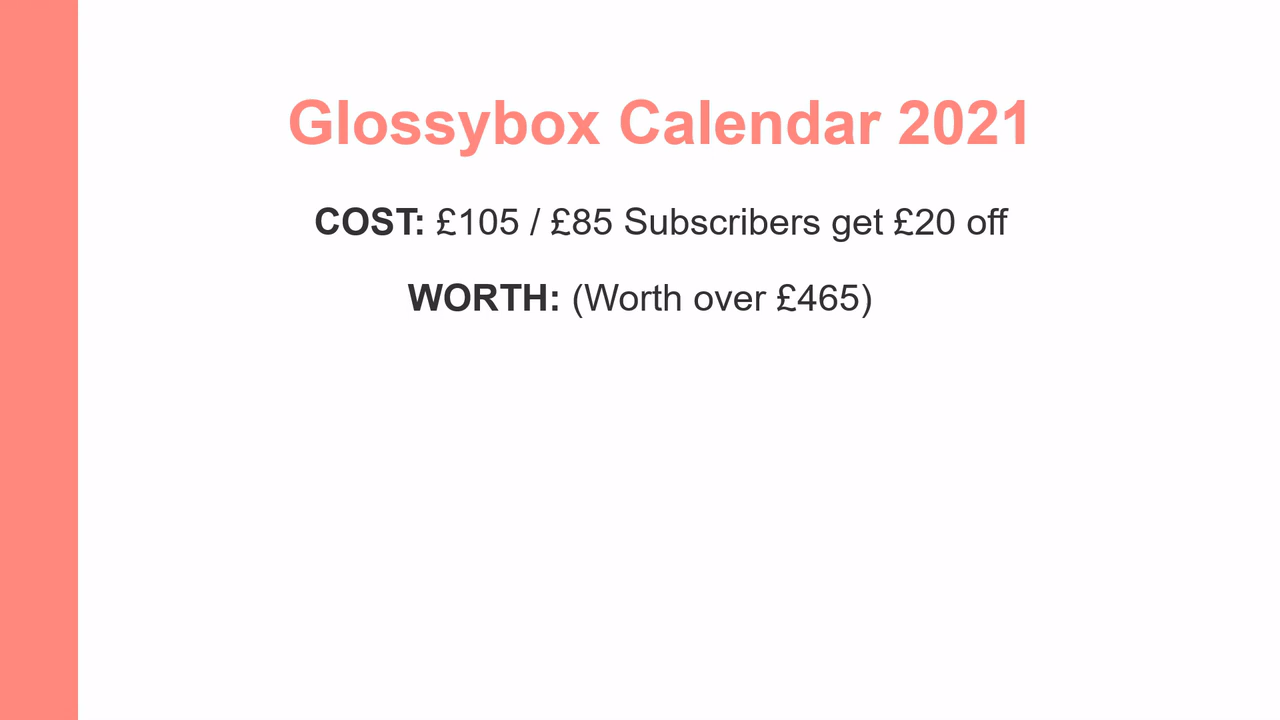 Glossybox Calendar 2021
COST: £105 / £85 Subscribers get £20 off
WORTH: (Worth over £465)